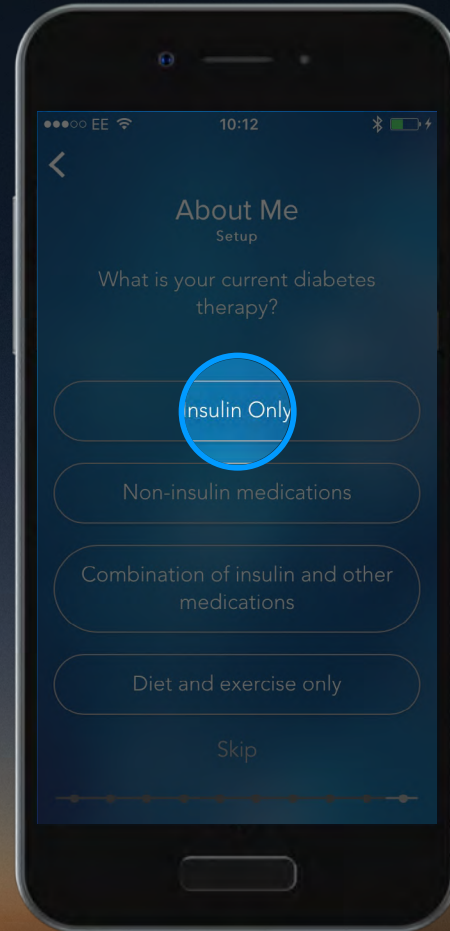 EE
10:12
About Me
Setup
What is your current diabetes
therapy?
Insulin Only
Non-insulin medications
Combination of insulin and other
medications
Diet and exercise only
Skip